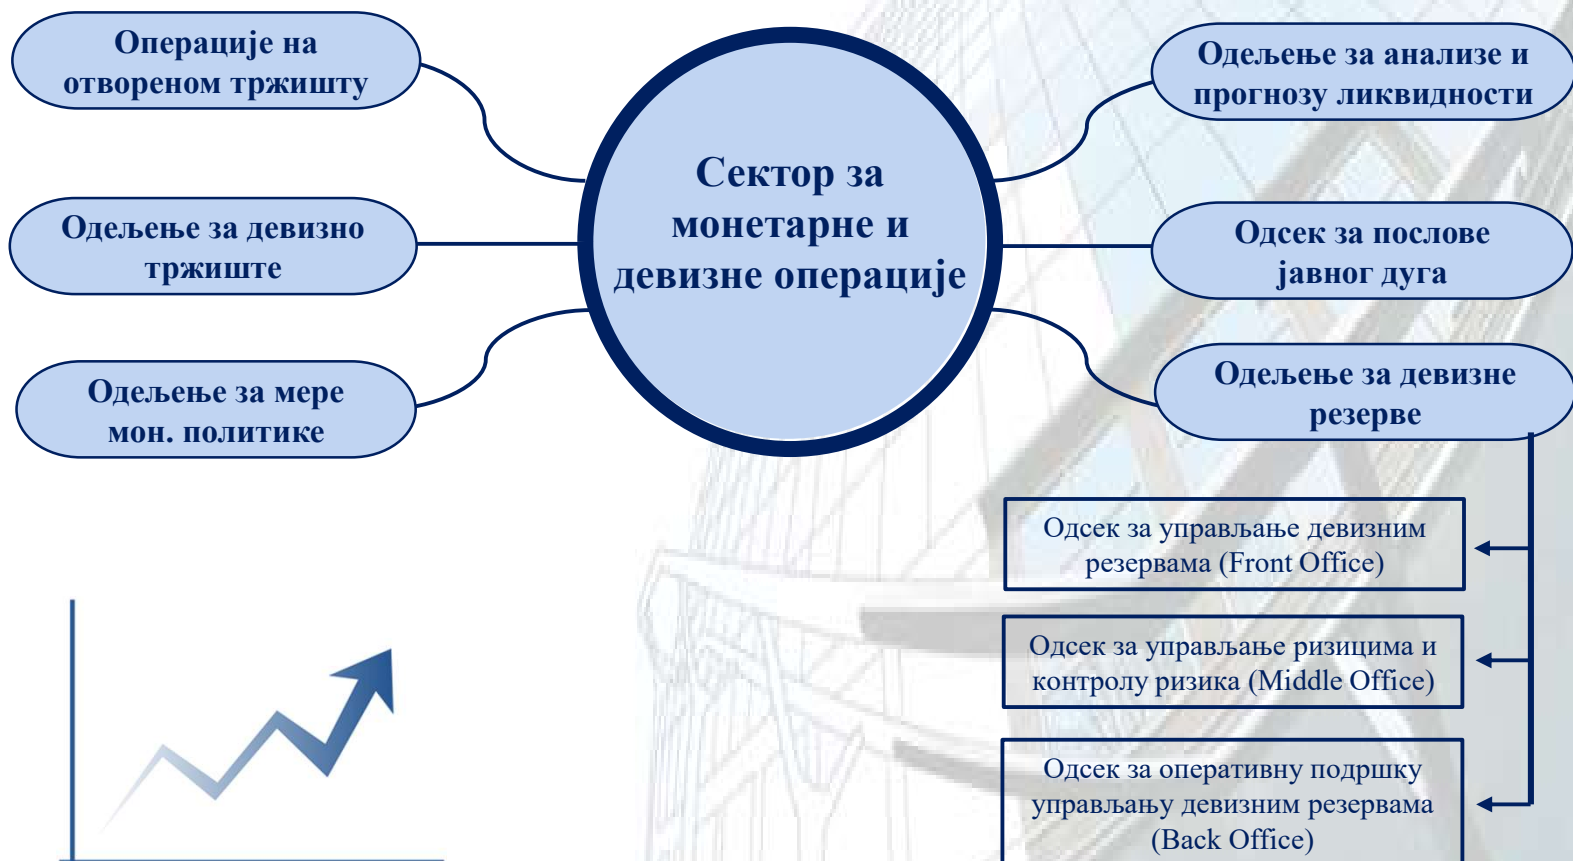 Операције на
отвореном тржишту
Одељење за девизно
тржиште
Одељење за мере
мон. политике
Сектор за
монетарне и
девизне операције
Одељење за анализе и
прогнозу ликвидности
Одсек за послове
јавног дуга
Одељење за девизне
резерве
Одсек за управљање девизним
резервама (Front Office)
Одсек за управљање ризицима и
контролу ризика (Middle Office)
Одсек за оперативну подршку
управљању девизним резервама
(Back Office)